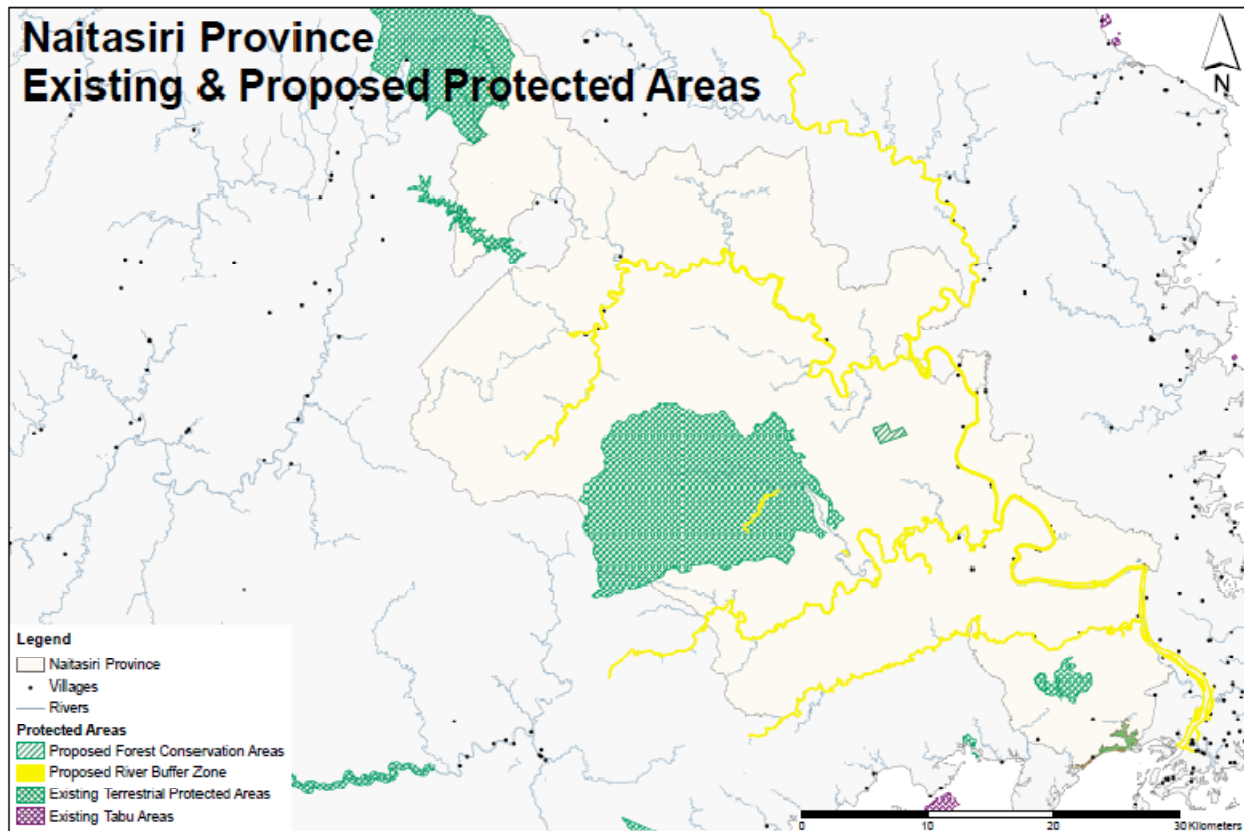 Naitasiri Province
Existing & Proposed Protected Areas
N
Legend
Naitasiri Province
Villages
Rivers
Protected Areas
Proposed Forest Conservation Areas
Proposed River Buffer Zone
Existing Terrestrial Protected Areas
Existing Tabu Areas
0 10 20 30 Kilometers